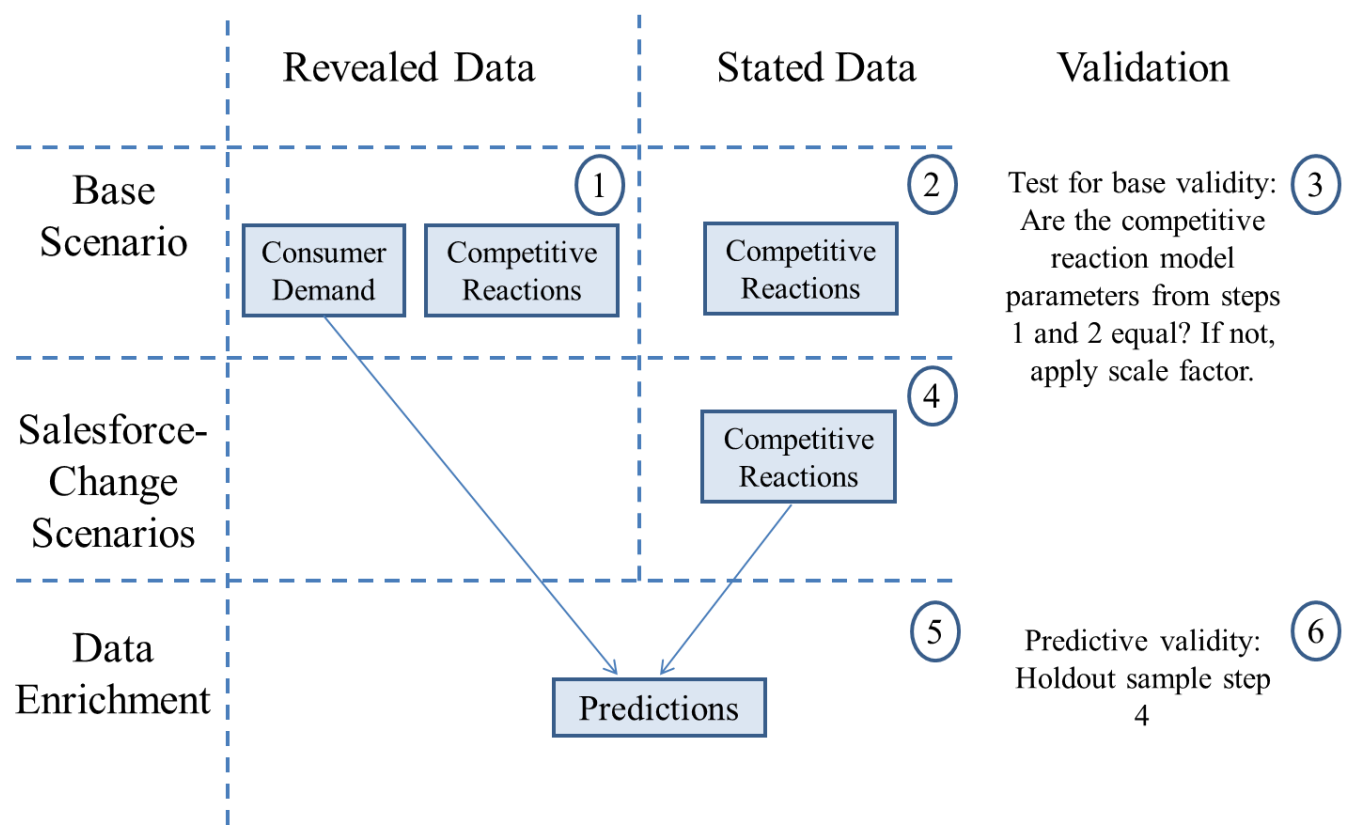 Revealed Data
Stated Data
Validation
Base
Scenario
1
Consumer
Demand
Competitive
Reactions
2
Competitive
Reactions
3
Test for base validity:
Are the competitive
reaction model
parameters from steps
1 and 2 equal? If not,
apply scale factor.
Salesforce-
Change
Scenarios
4
Competitive
Reactions
Data
Enrichment
5
Predictions
6
Predictive validity:
Holdout sample step
4